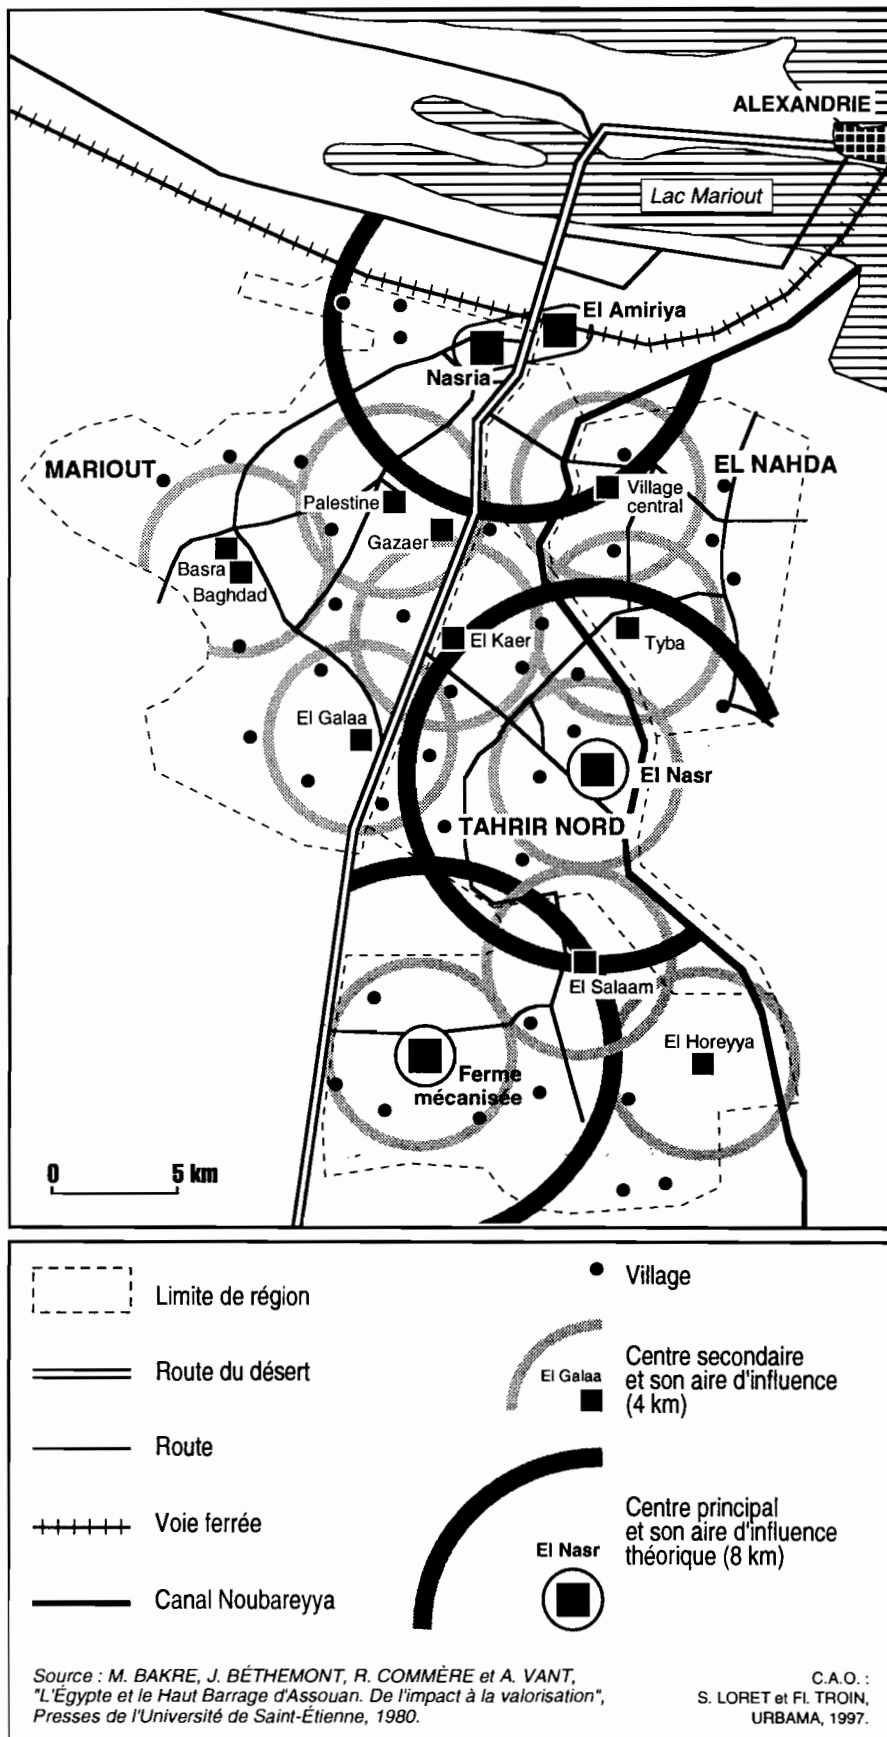 ALEXANDRIE
Lac Mariout
El Amiriya
Nasria
MARIOUT
EL NAHDA
Palestine
Village
central
Gazaer
Basra
Baghdad
El Kaer
Tyba
El Galaa
El Nasr
TAHRIR NORD
El Salaam
El Horeyya
Ferme
mécanisée
0 5 km
Limite de région
Route du désert
Route
Voie ferrée
Canal Noubareyya
Village
El Galaa
Centre secondaire
et son aire d'influence
(4 km)
El Nasr
Centre principal
et son aire d'influence
théorique (8 km)
Source : M. BAKRE, J. BÉTHEMONT, R. COMMÈRE et A. VANT,
"L'Égypte et le Haut Barrage d'Assouan. De l'impact à la valorisation",
Presses de l'Université de Saint-Étienne, 1980.
C.A.O. :
S. LORET et Fl. TROIN,
URBAMA, 1997.